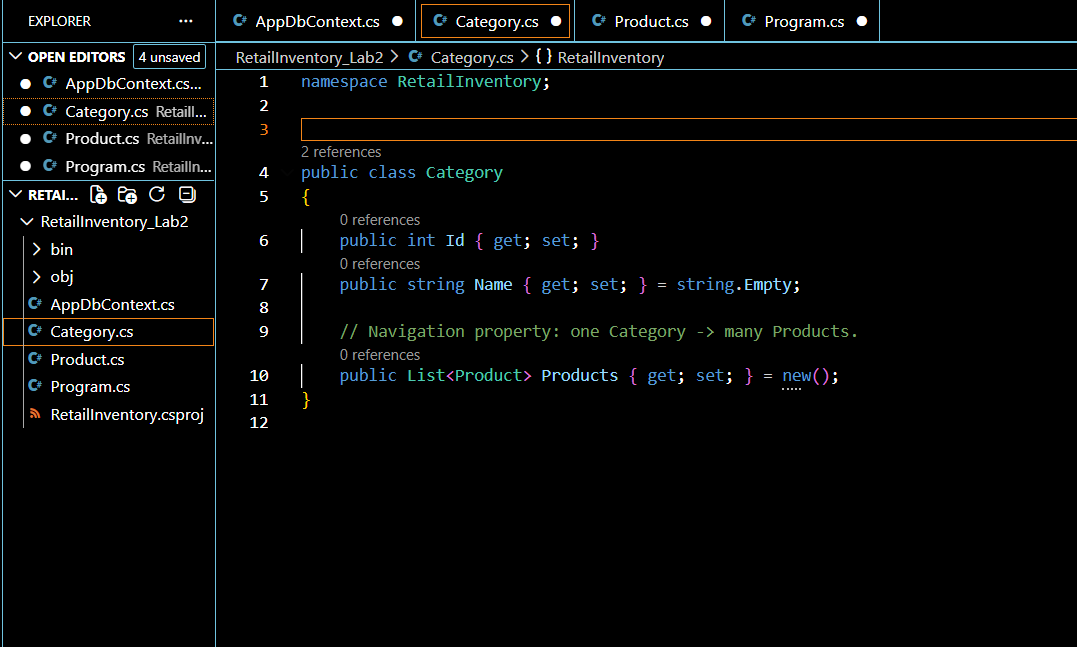 EXPLORER ...
OPEN EDITORS 4 unsaved
AppDbContext.cs...
Category.cs RetailI...
Product.cs RetailInv...
Program.cs RetailIn...
RETAI...
RetailInventory_Lab2
bin
obj
AppDbContext.cs
Category.cs
Product.cs
Program.cs
RetailInventory.csproj
C# AppDbContext.cs C# Category.cs C# Product.cs C# Program.cs
RetailInventory_Lab2 > C# Category.cs > { } RetailInventory
1 namespace RetailInventory;
2
3
2 references
4 public class Category
5 {
0 references
6 public int Id { get; set; }
0 references
7 public string Name { get; set; } = string.Empty;
8
9 // Navigation property: one Category -> many Products.
0 references
10 public List<Product> Products { get; set; } = new();
11 }
12